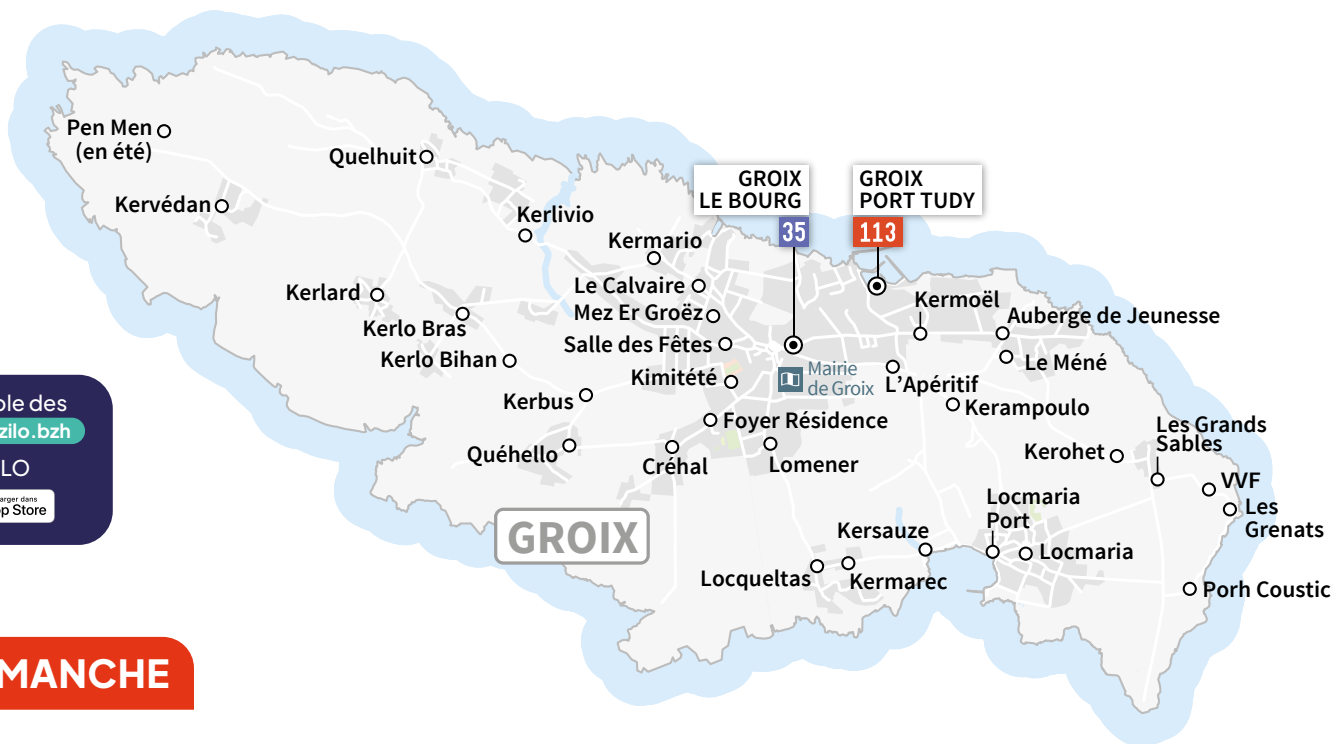 Pen Men
(en été)
Quelhuit
Kervédan
Kerlivio
GROIX
LE BOURG
35
GROIX
PORT TUDY
113
Kermario
Le Calvaire
Mez Er Groëz
Salle des Fêtes
Kimitété
Kerlard
Kerlo Bras
Kerlo Bihan
Kerbus
Quéhello
Créhal
Foyer Résidence
Lomener
Mairie
de Groix
Kermoël
Auberge de Jeunesse
Le Méné
L'Apéritif
Kerampoulo
Les Grands
Sables
Kerohet
VVF
Les
Grenats
Locmaria
Port
Locmaria
Kersauze
Locqueltas
Kermarec
Porh Coustic
GROIX
des
zilo.bzh
LO
dans
Store
MANCHE